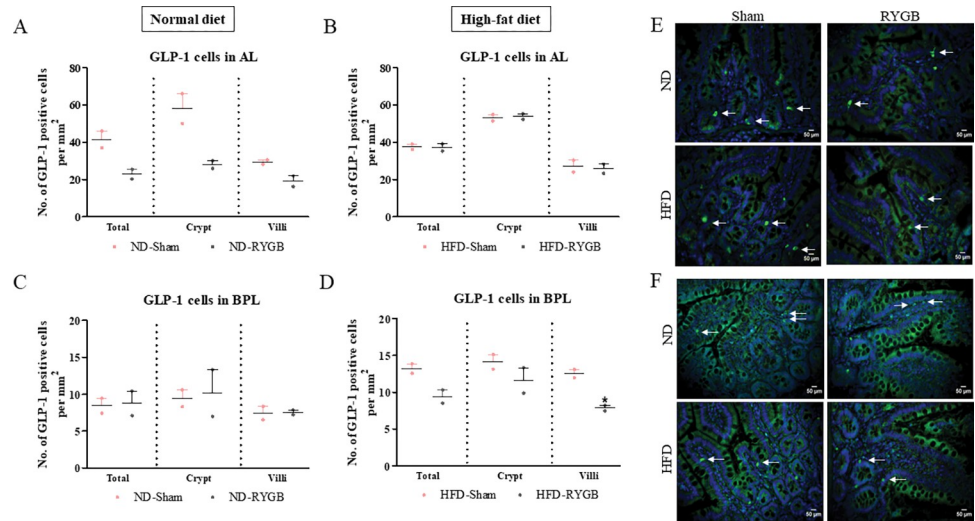 Normal diet
High-fat diet
A
GLP-1 cells in AL
No. of GLP-1 positive cells
per mm²
80
60
40
20
0
Total Crypt Villi
ND-Sham ND-RYGB
B
GLP-1 cells in AL
No. of GLP-1 positive cells
per mm²
80
60
40
20
0
Total Crypt Villi
HFD-Sham HFD-RYGB
C
GLP-1 cells in BPL
No. of GLP-1 positive cells
per mm²
20
15
10
5
0
Total Crypt Villi
ND-Sham ND-RYGB
D
GLP-1 cells in BPL
No. of GLP-1 positive cells
per mm²
20
15
10
5
0
*
Total Crypt Villi
HFD-Sham HFD-RYGB
E
Sham RYGB
ND
50 µm
50 µm
HFD
50 µm
50 µm
F
ND
50 µm
50 µm
HFD
50 µm
50 µm